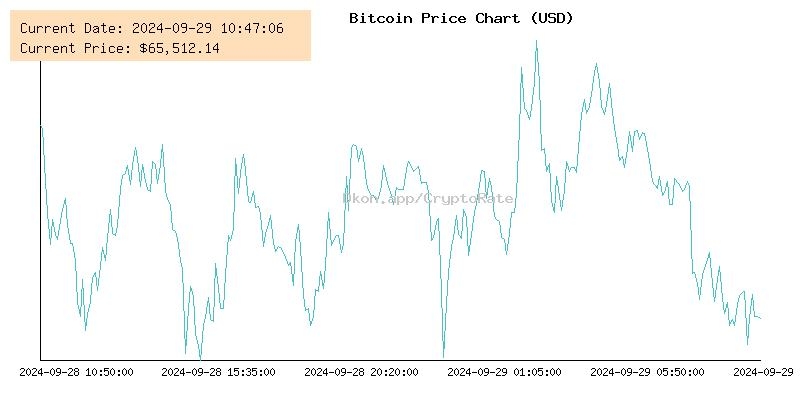 Bitcoin Price Chart (USD)
Current Date: 2024-09-29 10:47:06
Current Price: $65,512.14
Ukon.app/CryptoRate
2024-09-28 10:50:00 2024-09-28 15:35:00 2024-09-28 20:20:00 2024-09-29 01:05:00 2024-09-29 05:50:00 2024-09-29